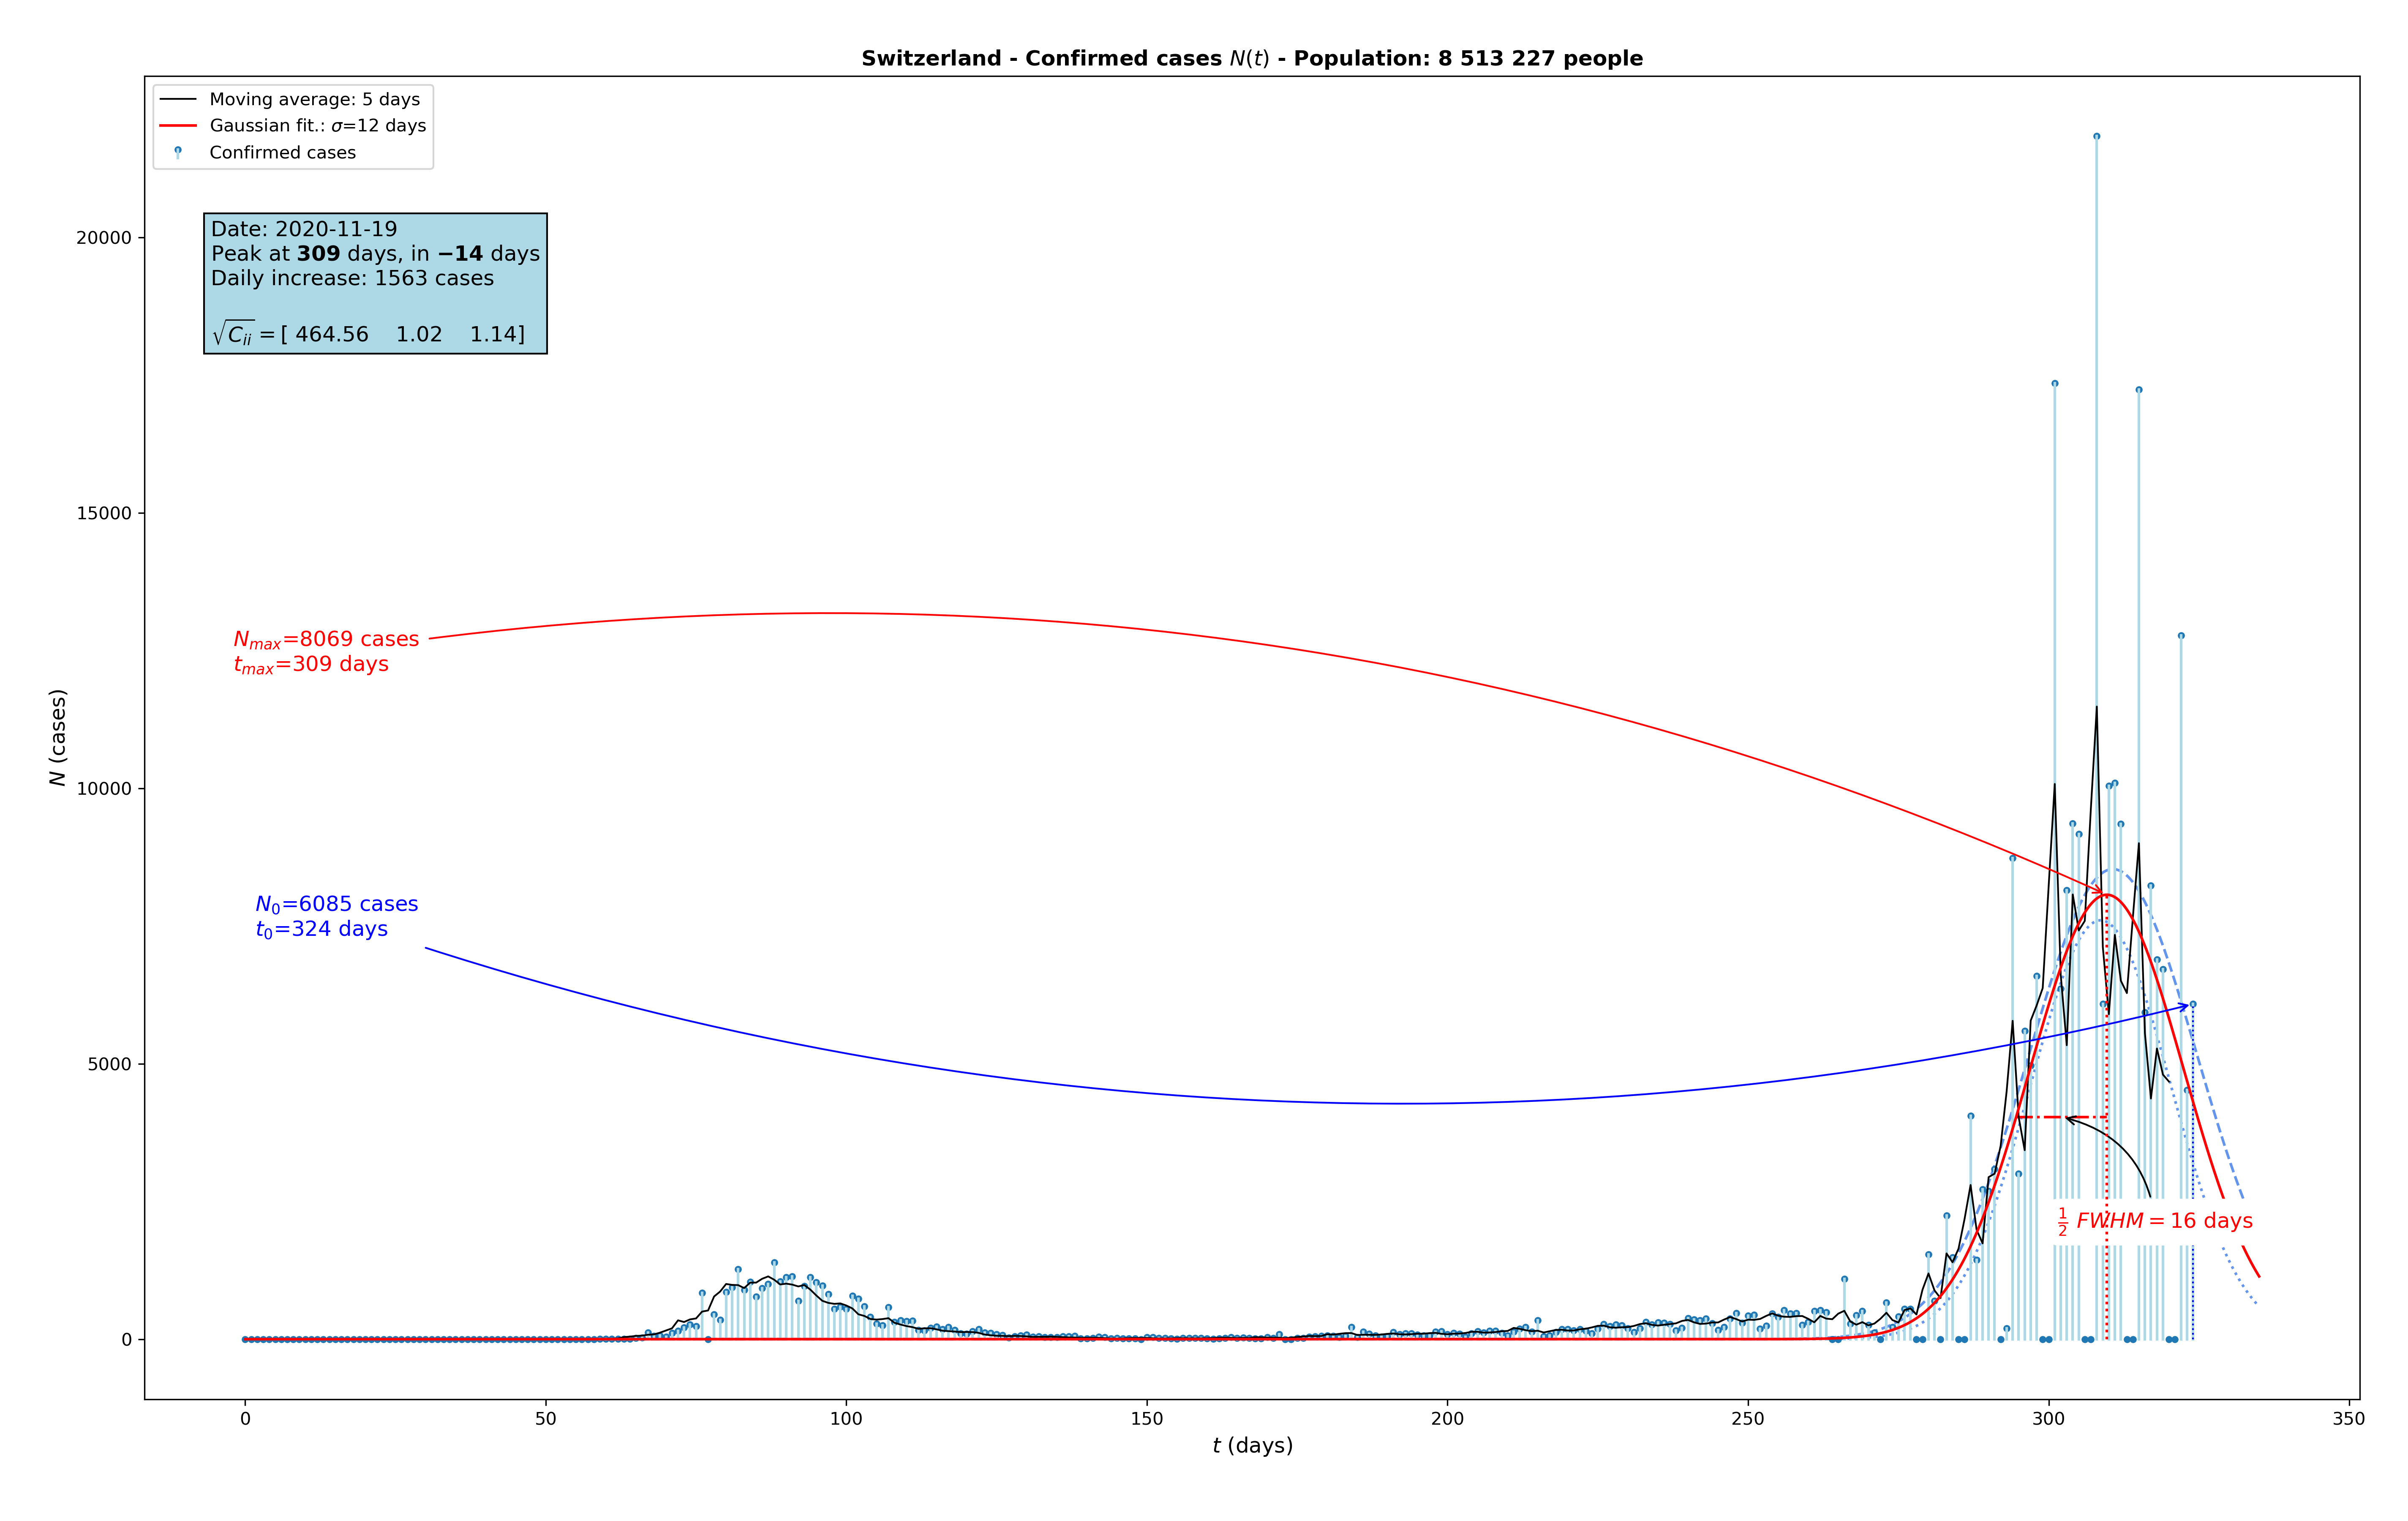 Switzerland - Confirmed cases N(t) - Population: 8 513 227 people
Moving average: 5 days
Gaussian fit.: σ=12 days
Confirmed cases
Date: 2020-11-19
Peak at 309 days, in −14 days
Daily increase: 1563 cases
√C_ii = [ 464.56 1.02 1.14]
N_max=8069 cases
t_max=309 days
N_0=6085 cases
t_0=324 days
½ FWHM = 16 days
N (cases)
20000
15000
10000
5000
0
0 50 100 150 200 250 300 350
t (days)